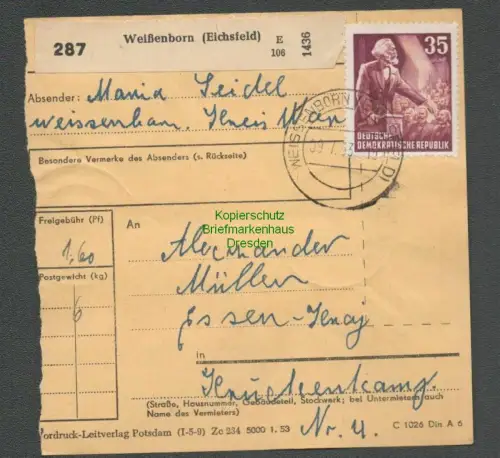 287
Weißenborn (Eichsfeld)
E
106
1436
35
DEUTSCHE
DEMOKRATISCHE REPUBLIK
Absender: Maria Seidel
Besondere Vermerke des Absenders (s. Rückseite)
Kopierschutz
Briefmarkenhaus
Dresden
Freigebühr (Pf)
1,60
Postgewicht (kg)
6
An
Alexander
Müller
Essen-
in
(Straße, Hausnummer, Gebäudeteil, Stockwerk; bei Untermietern auch
Name des Vermieters)
Nr. 4.
Vordruck-Leitverlag Potsdam (I-5-9) Zc 234 5000 1. 53
C 1026 Din A 6